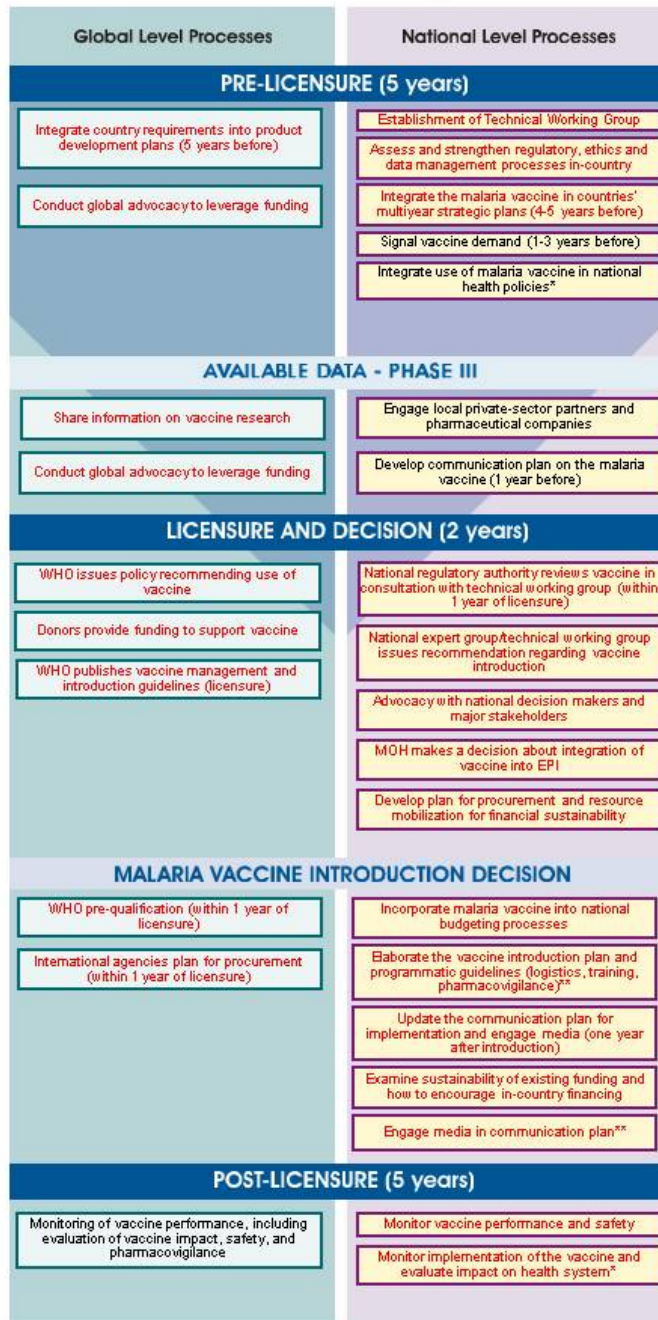 Global Level Processes
National Level Processes
PRE-LICENSURE (5 years)
Integrate country requirements into product
development plans (5 years before)
Conduct global advocacy to leverage funding
Establishment of Technical Working Group
Assess and strengthen regulatory, ethics and
data management processes in-country
Integrate the malaria vaccine in countries'
multiyear strategic plans (4-5 years before)
Signal vaccine demand (1-3 years before)
Integrate use of malaria vaccine in national
health policies*
AVAILABLE DATA - PHASE III
Share information on vaccine research
Conduct global advocacy to leverage funding
Engage local private-sector partners and
pharmaceutical companies
Develop communication plan on the malaria
vaccine (1 year before)
LICENSURE AND DECISION (2 years)
WHO issues policy recommending use of
vaccine
Donors provide funding to support vaccine
WHO publishes vaccine management and
introduction guidelines (licensure)
National regulatory authority reviews vaccine in
consultation with technical working group (within
1 year of licensure)
National expert group/technical working group
issues recommendation regarding vaccine
introduction
Advocacy with national decision makers and
major stakeholders
MOH makes a decision about integration of
vaccine into EPI
Develop plan for procurement and resource
mobilization for financial sustainability
MALARIA VACCINE INTRODUCTION DECISION
WHO pre-qualification (within 1 year of
licensure)
International agencies plan for procurement
(within 1 year of licensure)
Incorporate malaria vaccine into national
budgeting processes
Elaborate the vaccine introduction plan and
programmatic guidelines (logistics, training,
pharmacovigilance)**
Update the communication plan for
implementation and engage media (one year
after introduction)
Examine sustainability of existing funding and
how to encourage in-country financing
Engage media in communication plan**
POST-LICENSURE (5 years)
Monitoring of vaccine performance, including
evaluation of vaccine impact, safety, and
pharmacovigilance
Monitor vaccine performance and safety
Monitor implementation of the vaccine and
evaluate impact on health system*